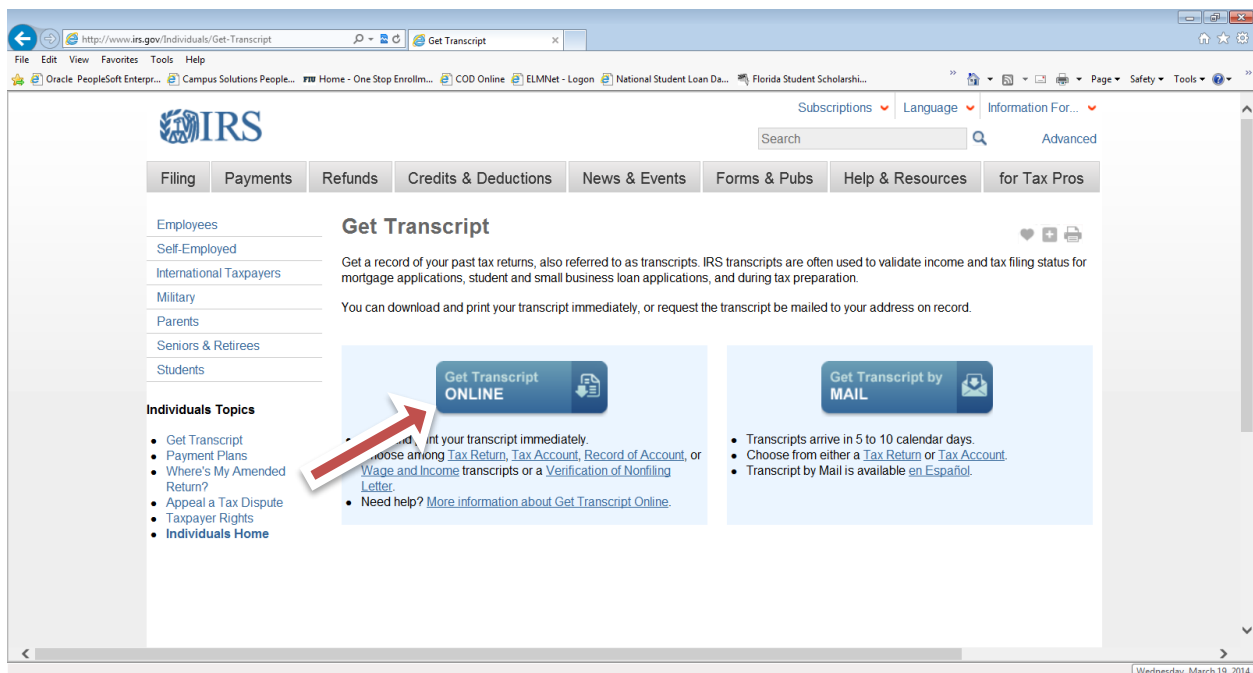 http://www.irs.gov/Individuals/Get-Transcript
Get Transcript
File Edit View Favorites Tools Help
Oracle PeopleSoft Enterpr... Campus Solutions People... FIU Home - One Stop Enrollm... COD Online ELMNet - Logon National Student Loan Da... Florida Student Scholarshi... Page Safety Tools
Subscriptions Language Information For...
IRS
Search Advanced
Filing Payments Refunds Credits & Deductions News & Events Forms & Pubs Help & Resources for Tax Pros
Employees
Self-Employed
International Taxpayers
Military
Parents
Seniors & Retirees
Students
Individuals Topics
Get Transcript
Payment Plans
Where's My Amended
Return?
Appeal a Tax Dispute
Taxpayer Rights
Individuals Home
Get Transcript
Get a record of your past tax returns, also referred to as transcripts. IRS transcripts are often used to validate income and tax filing status for
mortgage applications, student and small business loan applications, and during tax preparation.
You can download and print your transcript immediately, or request the transcript be mailed to your address on record.
Get Transcript
ONLINE
print your transcript immediately.
among Tax Return, Tax Account, Record of Account, or
Wage and Income transcripts or a Verification of Nonfiling
Letter.
Need help? More information about Get Transcript Online.
Get Transcript by
MAIL
Transcripts arrive in 5 to 10 calendar days.
Choose from either a Tax Return or Tax Account.
Transcript by Mail is available en Español.
Wednesday, March 19, 2014